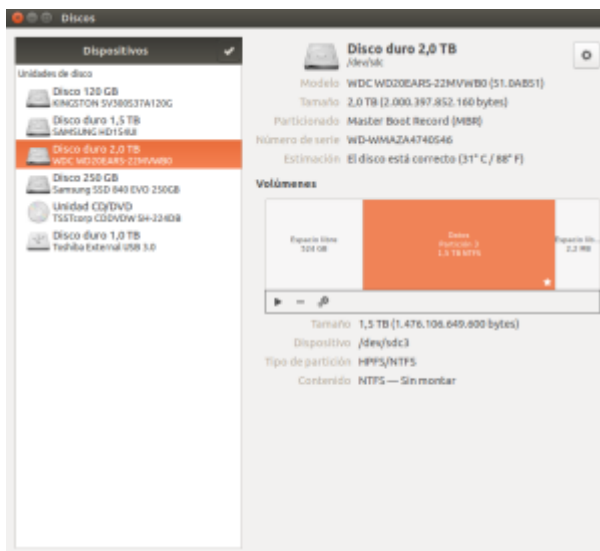 Discos
Dispositivos
Unidades de disco
Disco 120 GB
KINGSTON SV300S37A120G
Disco duro 1,5 TB
SAMSUNG HD154UI
Disco duro 2,0 TB
WDC WD20EARS-22MVWB0
Disco 250 GB
Samsung SSD 840 EVO 250GB
Unidad CD/DVD
TSSTcorp CDDVDW SH-224DB
Disco duro 1,0 TB
Toshiba External USB 3.0
Disco duro 2,0 TB
/dev/sdc
Modelo WDC WD20EARS-22MVWB0 (51.0AB51)
Tamaño 2,0 TB (2.000.397.852.160 bytes)
Particionado Master Boot Record (MBR)
Número de serie WD-WMAZA4740546
Estimación El disco está correcto (31° C / 88° F)
Volúmenes
Espacio libre
524 GB
Datos
Partición 3
1,5 TB NTFS
Espacio lib...
2,2 MB
Tamaño 1,5 TB (1.476.106.649.600 bytes)
Dispositivo /dev/sdc3
Tipo de partición HPFS/NTFS
Contenido NTFS — Sin montar